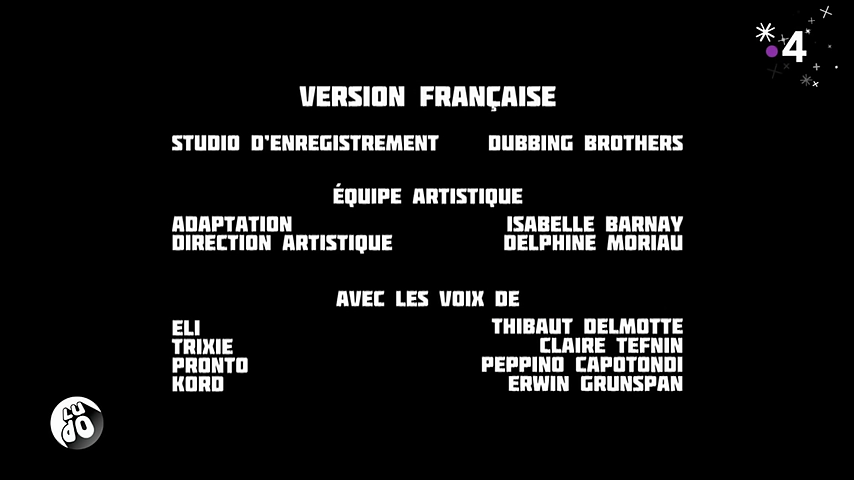 4
VERSION FRANÇAISE
STUDIO D'ENREGISTREMENT DUBBING BROTHERS
ÉQUIPE ARTISTIQUE
ADAPTATION ISABELLE BARNAY
DIRECTION ARTISTIQUE DELPHINE MORIAU
AVEC LES VOIX DE
ELI THIBAUT DELMOTTE
TRIXIE CLAIRE TEFNIN
PRONTO PEPPINO CAPOTONDI
KORD ERWIN GRUNSPAN
LUDO